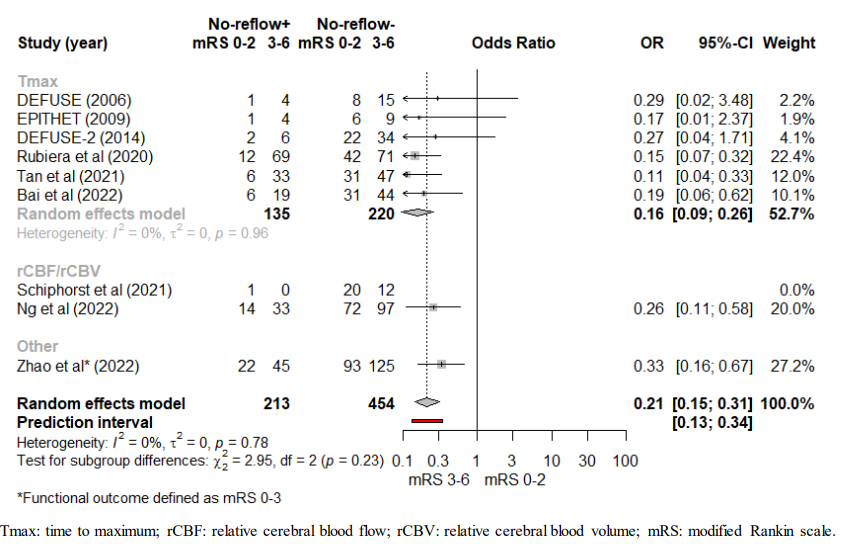 No-reflow+ No-reflow-
Study (year) mRS 0-2 3-6 mRS 0-2 3-6 Odds Ratio OR 95%-CI Weight
Tmax
DEFUSE (2006) 1 4 8 15 0.29 [0.02; 3.48] 2.2%
EPITHET (2009) 1 4 6 9 0.17 [0.01; 2.37] 1.9%
DEFUSE-2 (2014) 2 6 22 34 0.27 [0.04; 1.71] 4.1%
Rubiera et al (2020) 12 69 42 71 0.15 [0.07; 0.32] 22.4%
Tan et al (2021) 6 33 31 47 0.11 [0.04; 0.33] 12.0%
Bai et al (2022) 6 19 31 44 0.19 [0.06; 0.62] 10.1%
Random effects model 135 220 0.16 [0.09; 0.26] 52.7%
Heterogeneity: I² = 0%, τ² = 0, p = 0.96
rCBF/rCBV
Schiphorst et al (2021) 1 0 20 12 0.0%
Ng et al (2022) 14 33 72 97 0.26 [0.11; 0.58] 20.0%
Other
Zhao et al* (2022) 22 45 93 125 0.33 [0.16; 0.67] 27.2%
Random effects model 213 454 0.21 [0.15; 0.31] 100.0%
Prediction interval [0.13; 0.34]
Heterogeneity: I² = 0%, τ² = 0, p = 0.78
Test for subgroup differences: χ²₂ = 2.95, df = 2 (p = 0.23) 0.1 0.3 1 3 10 30 100
mRS 3-6 mRS 0-2
*Functional outcome defined as mRS 0-3
Tmax: time to maximum; rCBF: relative cerebral blood flow; rCBV: relative cerebral blood volume; mRS: modified Rankin scale.